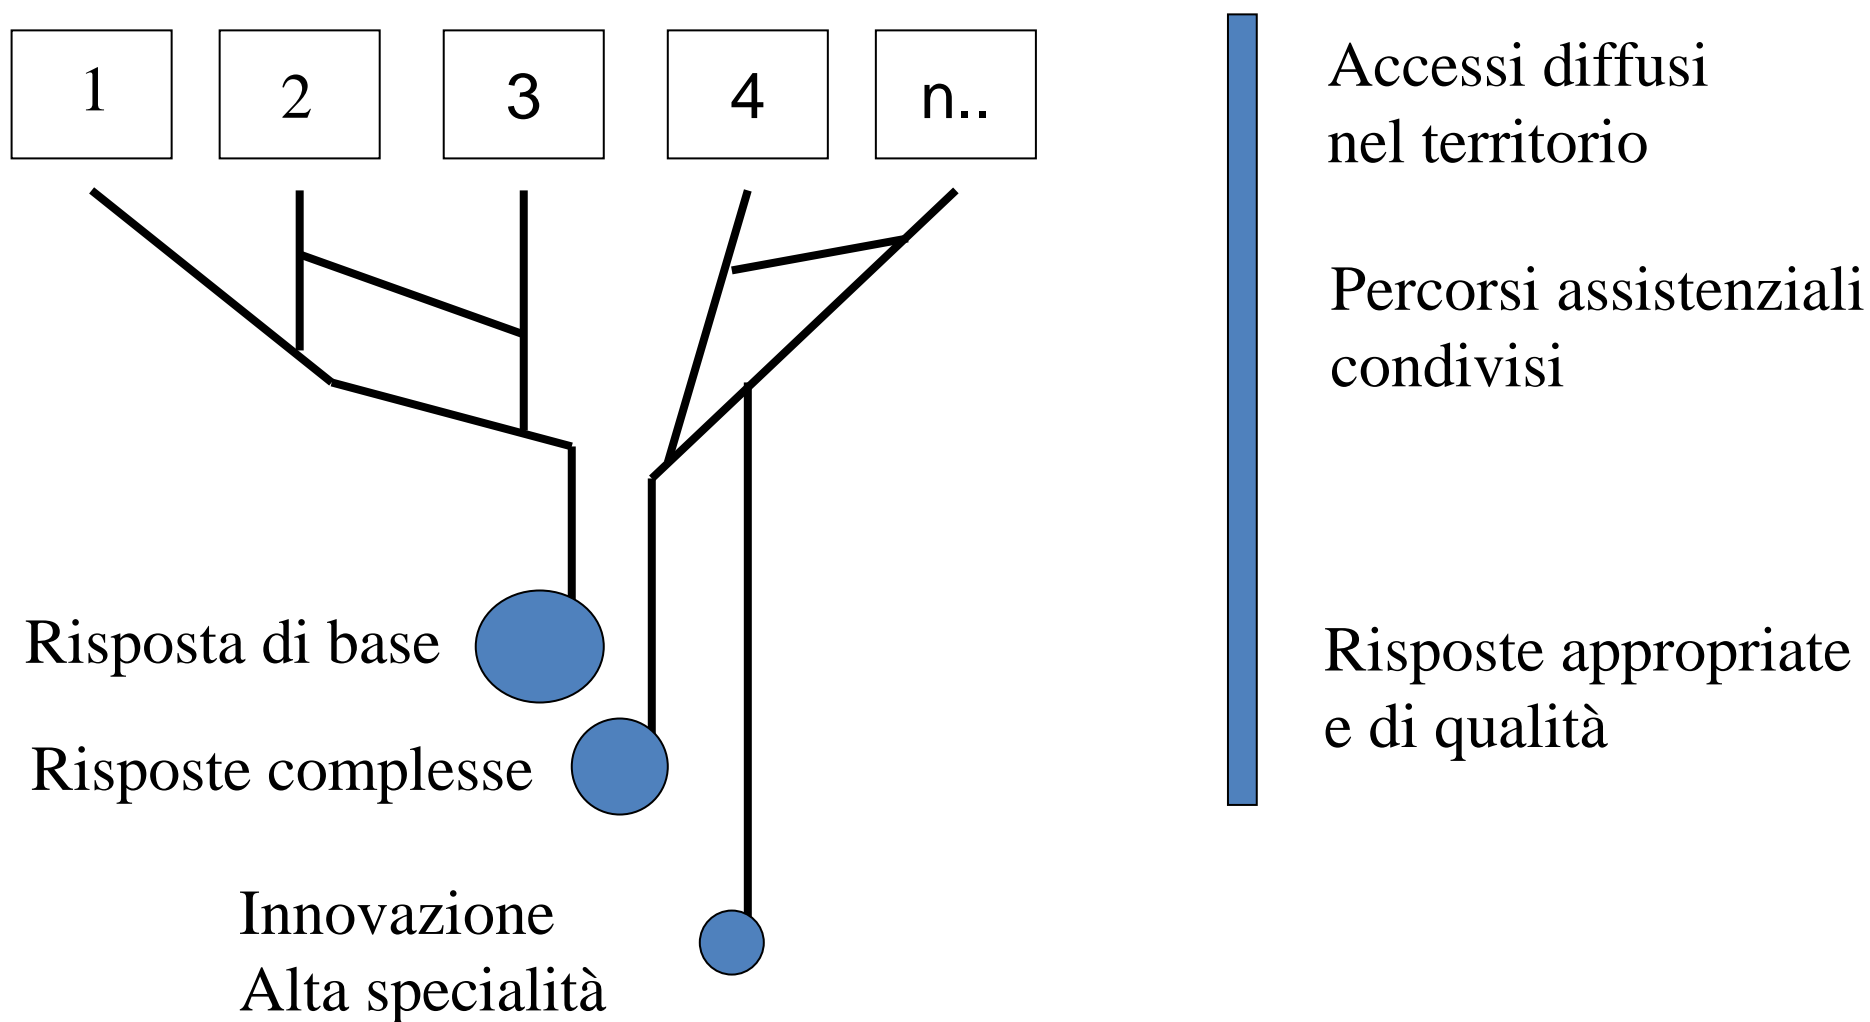 1
2
3
4
n..
Accessi diffusi
nel territorio
Percorsi assistenziali
condivisi
Risposta di base
Risposte complesse
Risposte appropriate
e di qualità
Innovazione
Alta specialità